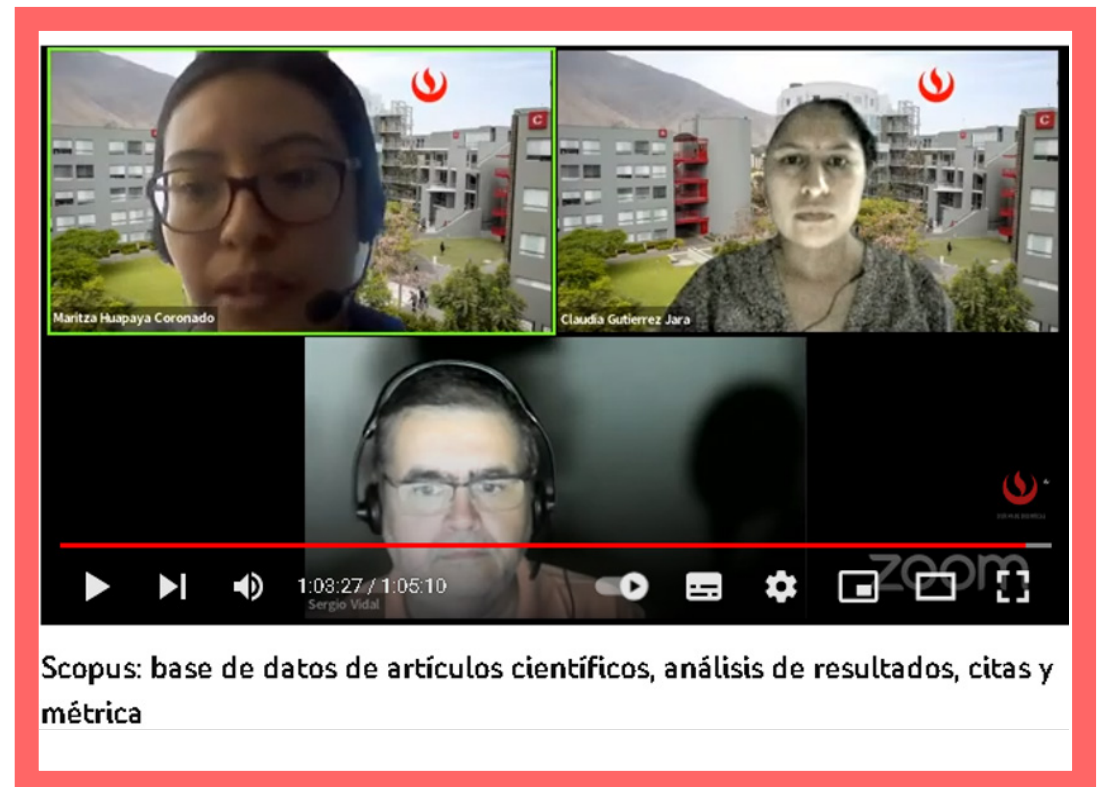 C
C
Maritza Huapaya Coronado
Claudia Gutierrez Jara
zoom
1:03:27 / 1:05:10
Sergio Vidal
Scopus: base de datos de artículos científicos, análisis de resultados, citas y
métrica